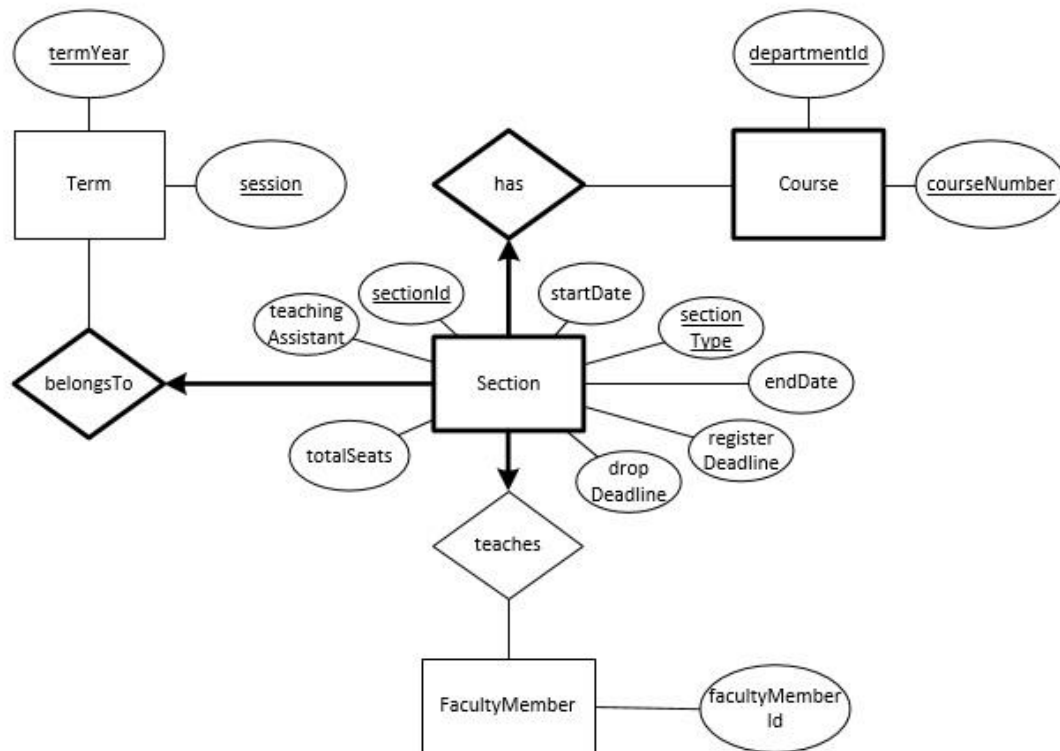 termYear
departmentId
Term
session
has
Course
courseNumber
sectionId
startDate
teaching
Assistant
section
Type
belongsTo
Section
endDate
totalSeats
drop
Deadline
register
Deadline
teaches
FacultyMember
facultyMember
Id